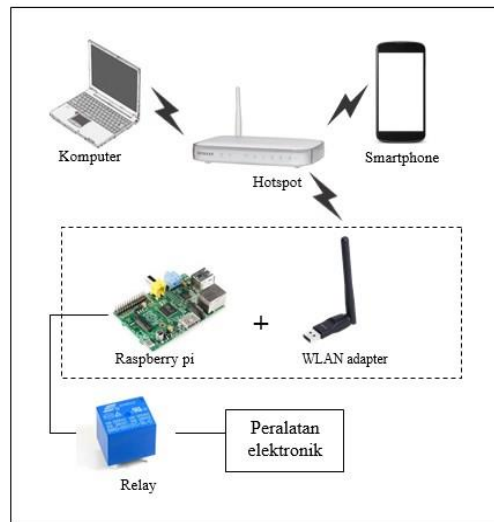 Komputer
Smartphone
Hotspot
+
Raspberry pi
WLAN adapter
Peralatan
elektronik
Relay